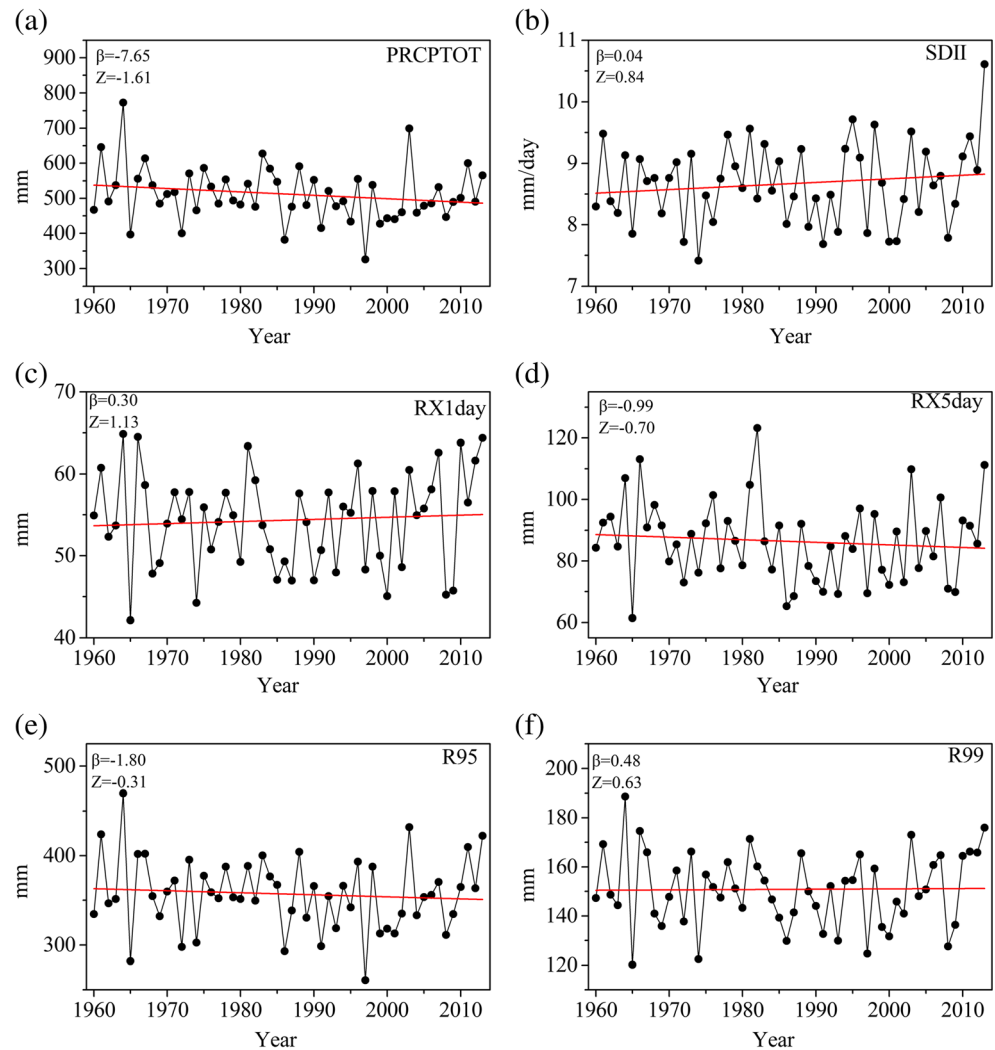 (a)
β=-7.65
Z=-1.61
PRCPTOT
900
800
700
600
500
400
300
mm
1960 1970 1980 1990 2000 2010
Year
(b)
β=0.04
Z=0.84
SDII
11
10
9
8
7
mm/day
1960 1970 1980 1990 2000 2010
Year
(c)
β=0.30
Z=1.13
RX1day
70
60
50
40
mm
1960 1970 1980 1990 2000 2010
Year
(d)
β=-0.99
Z=-0.70
RX5day
120
100
80
60
mm
1960 1970 1980 1990 2000 2010
Year
(e)
β=-1.80
Z=-0.31
R95
500
400
300
mm
1960 1970 1980 1990 2000 2010
Year
(f)
β=0.48
Z=0.63
R99
200
180
160
140
120
mm
1960 1970 1980 1990 2000 2010
Year